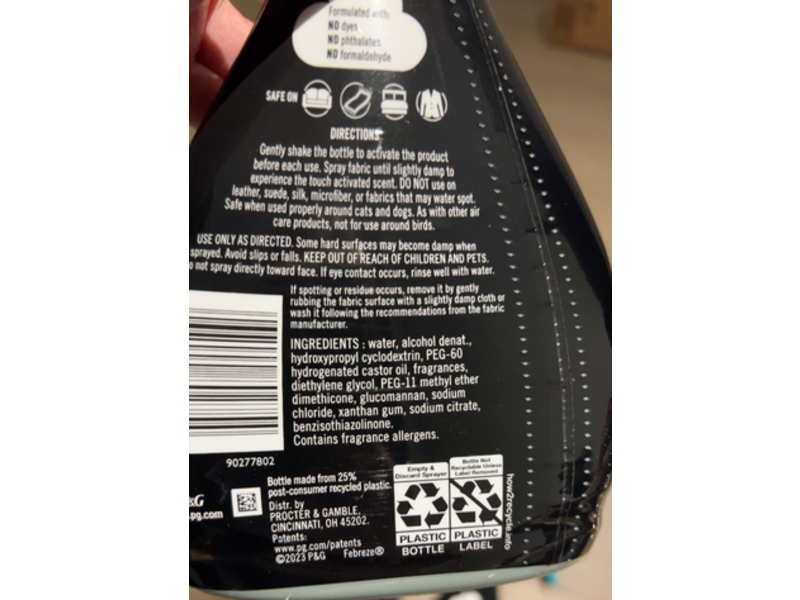 Formulated with:
NO dyes
NO phthalates
NO formaldehyde
SAFE ON
DIRECTIONS
Gently shake the bottle to activate the product
before each use. Spray fabric until slightly damp to
experience the touch activated scent. DO NOT use on
leather, suede, silk, microfiber, or fabrics that may water spot.
Safe when used properly around cats and dogs. As with other air
care products, not for use around birds.
USE ONLY AS DIRECTED. Some hard surfaces may become damp when
sprayed. Avoid slips or falls. KEEP OUT OF REACH OF CHILDREN AND PETS.
o not spray directly toward face. If eye contact occurs, rinse well with water.
If spotting or residue occurs, remove it by gently
rubbing the fabric surface with a slightly damp cloth or
wash it following the recommendations from the fabric
manufacturer.
INGREDIENTS : water, alcohol denat.,
hydroxypropyl cyclodextrin, PEG-60
hydrogenated castor oil, fragrances,
diethylene glycol, PEG-11 methyl ether
dimethicone, glucomannan, sodium
chloride, xanthan gum, sodium citrate,
benzisothiazolinone.
Contains fragrance allergens.
90277802
Bottle made from 25%
post-consumer recycled plastic.
&G
.pg.com
Distr. by
PROCTER & GAMBLE,
CINCINNATI, OH 45202.
Patents:
www.pg.com/patents
©2023 P&G Febreze®
Empty &
Discard Sprayer
PLASTIC
BOTTLE
Bottle Not
Recyclable Unless
Label Removed
PLASTIC
LABEL
how2recycle.info